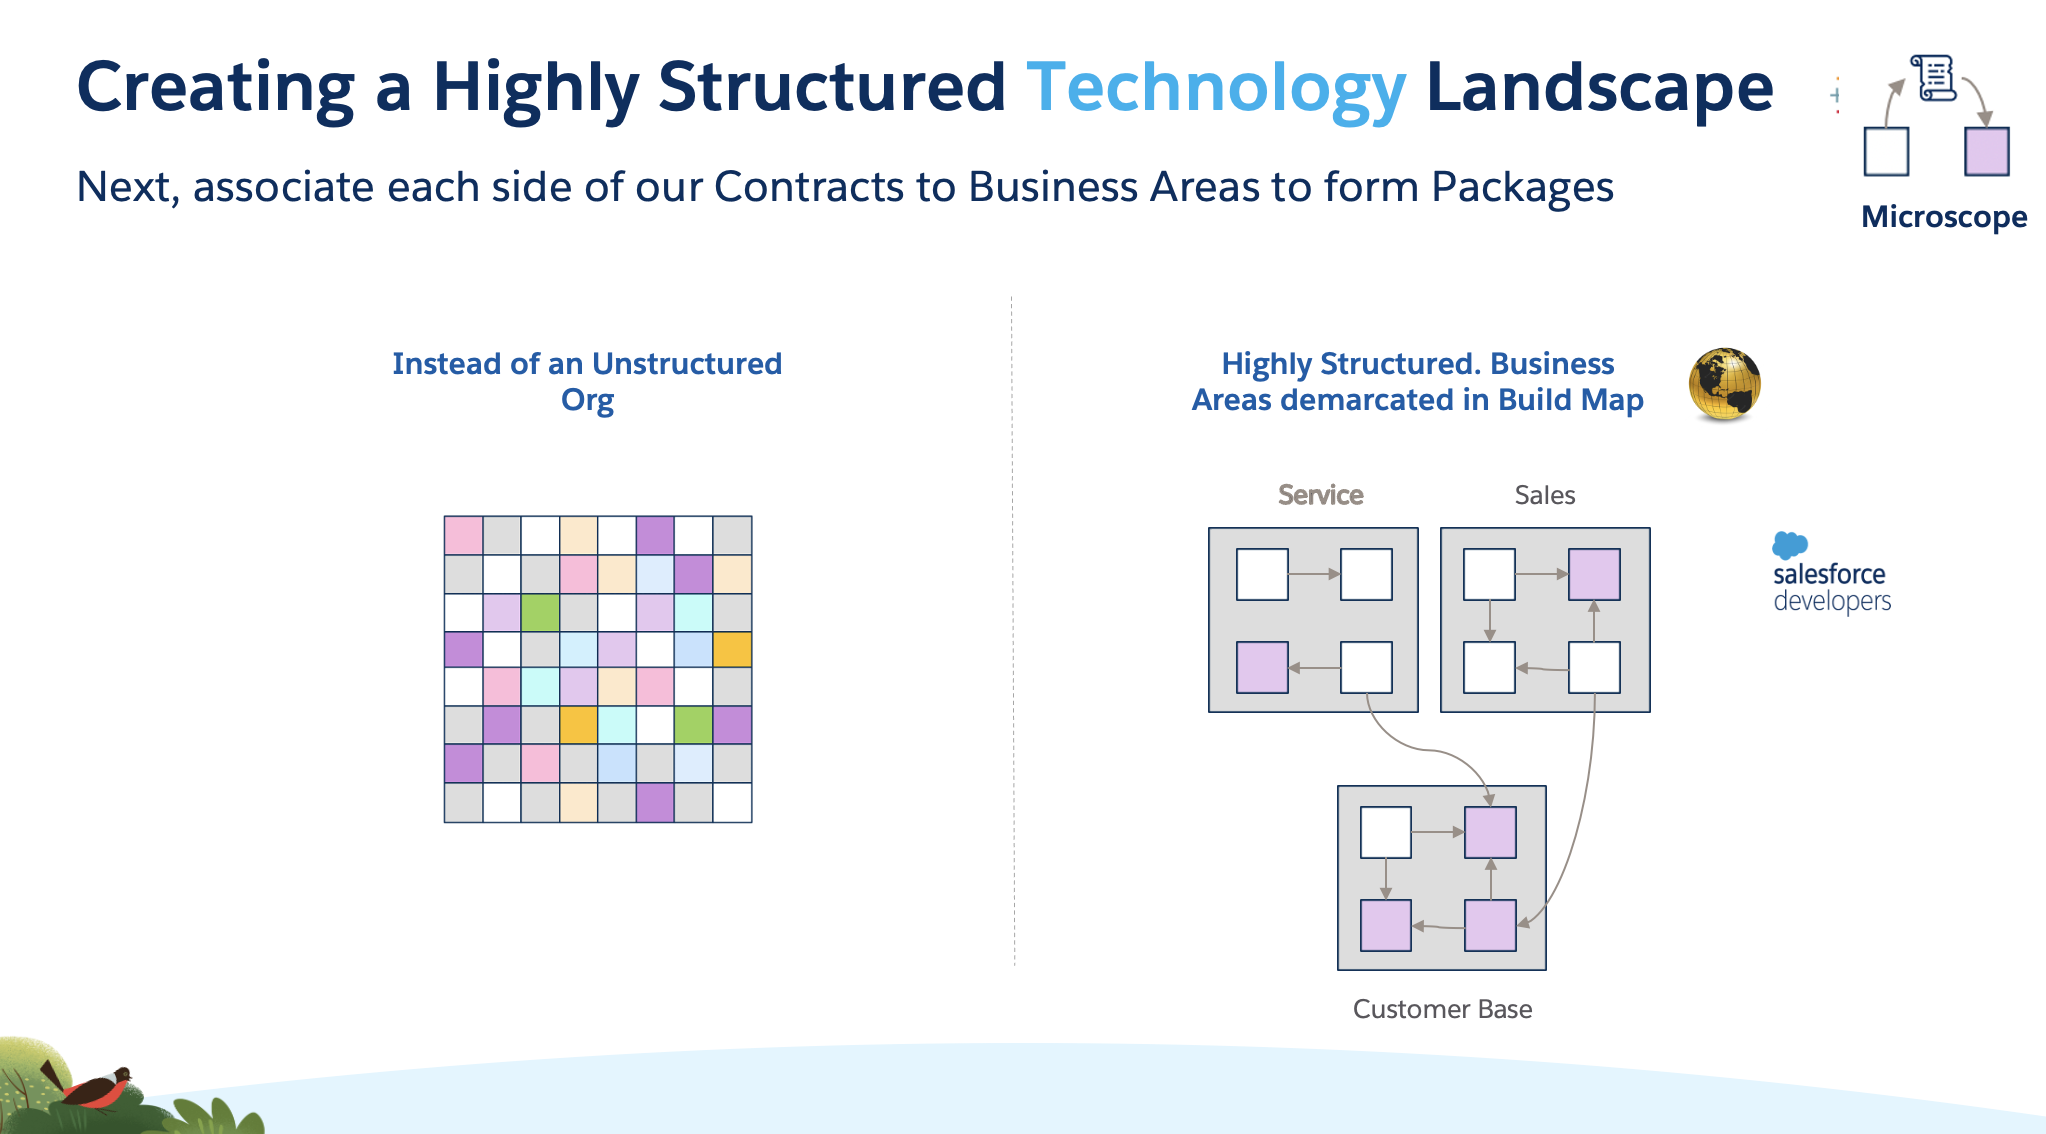 Creating a Highly Structured Technology Landscape
Next, associate each side of our Contracts to Business Areas to form Packages
Microscope
Instead of an Unstructured
Org
Highly Structured. Business
Areas demarcated in Build Map
Service
Sales
salesforce
developers
Customer Base